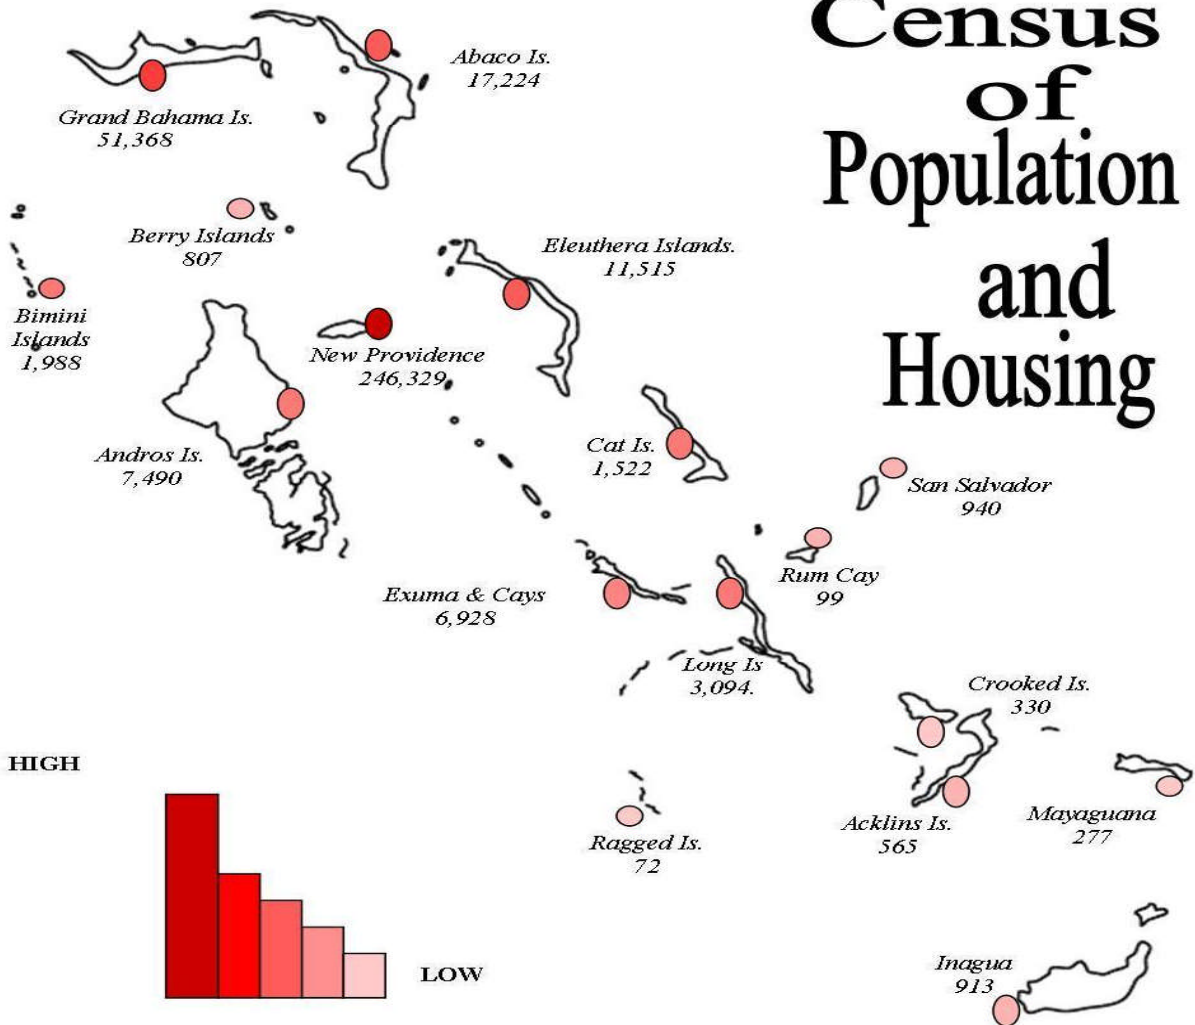 Census
of
Population
and
Housing
Abaco Is.
17,224
Grand Bahama Is.
51,368
Berry Islands
807
Eleuthera Islands.
11,515
Bimini
Islands
1,988
New Providence
246,329
Andros Is.
7,490
Cat Is.
1,522
San Salvador
940
Rum Cay
99
Exuma & Cays
6,928
Long Is
3,094.
Crooked Is.
330
Mayaguana
277
Acklins Is.
565
Ragged Is.
72
Inagua
913
HIGH
LOW